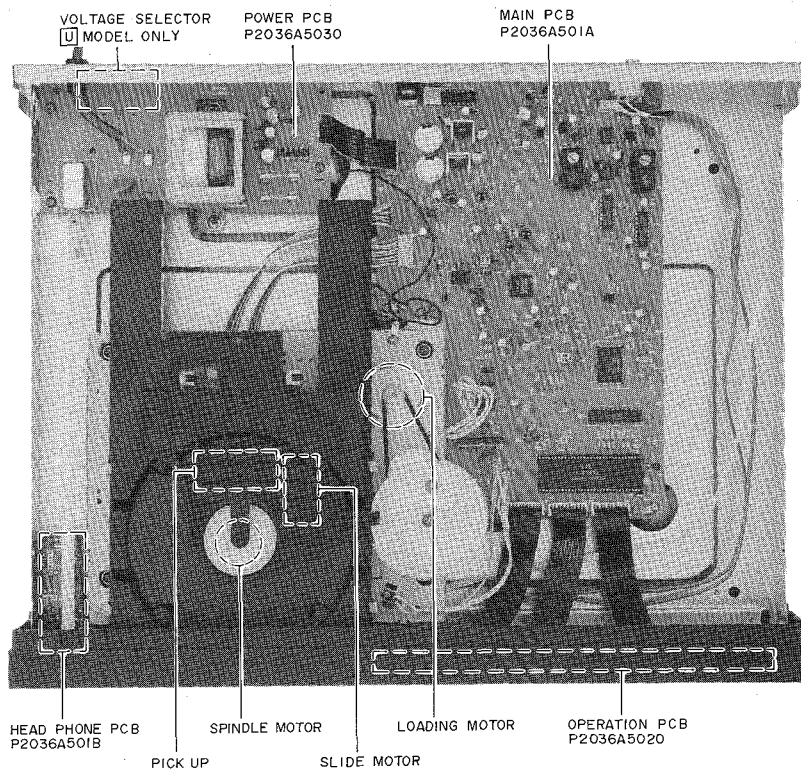 VOLTAGE SELECTOR
U MODEL ONLY
POWER PCB
P2036A5030
MAIN PCB
P2036A501A
HEAD PHONE PCB
P2036A501B
SPINDLE MOTOR
LOADING MOTOR
OPERATION PCB
P2036A5020
PICK UP
SLIDE MOTOR